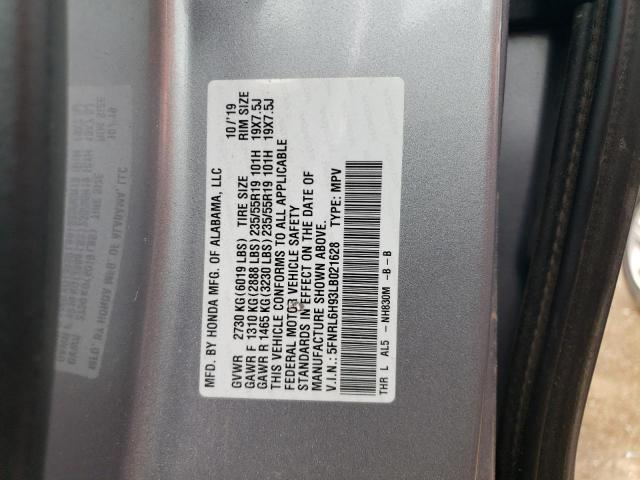 MFD. BY HONDA MFG. OF ALABAMA, LLC
10/'19
GVWR 2730 KG(6019 LBS) TIRE SIZE RIM SIZE
GAWR F 1310 KG(2888 LBS)235/55R19 101H 19X7.5J
GAWR R 1465 KG(3230 LBS)235/55R19 101H 19X7.5J
THIS VEHICLE CONFORMS TO ALL APPLICABLE
FEDERAL MOTOR VEHICLE SAFETY
STANDARDS IN EFFECT ON THE DATE OF
MANUFACTURE SHOWN ABOVE.
V.I.N.: 5FNRL6H93LB021628 TYPE: MPV
THR L AL5 -NH830M -B -B